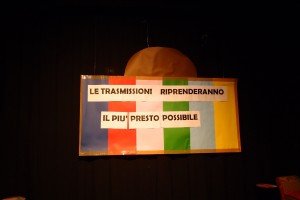 LE TRASMISSIONI RIPRENDERANNO
IL PIU' PRESTO POSSIBILE